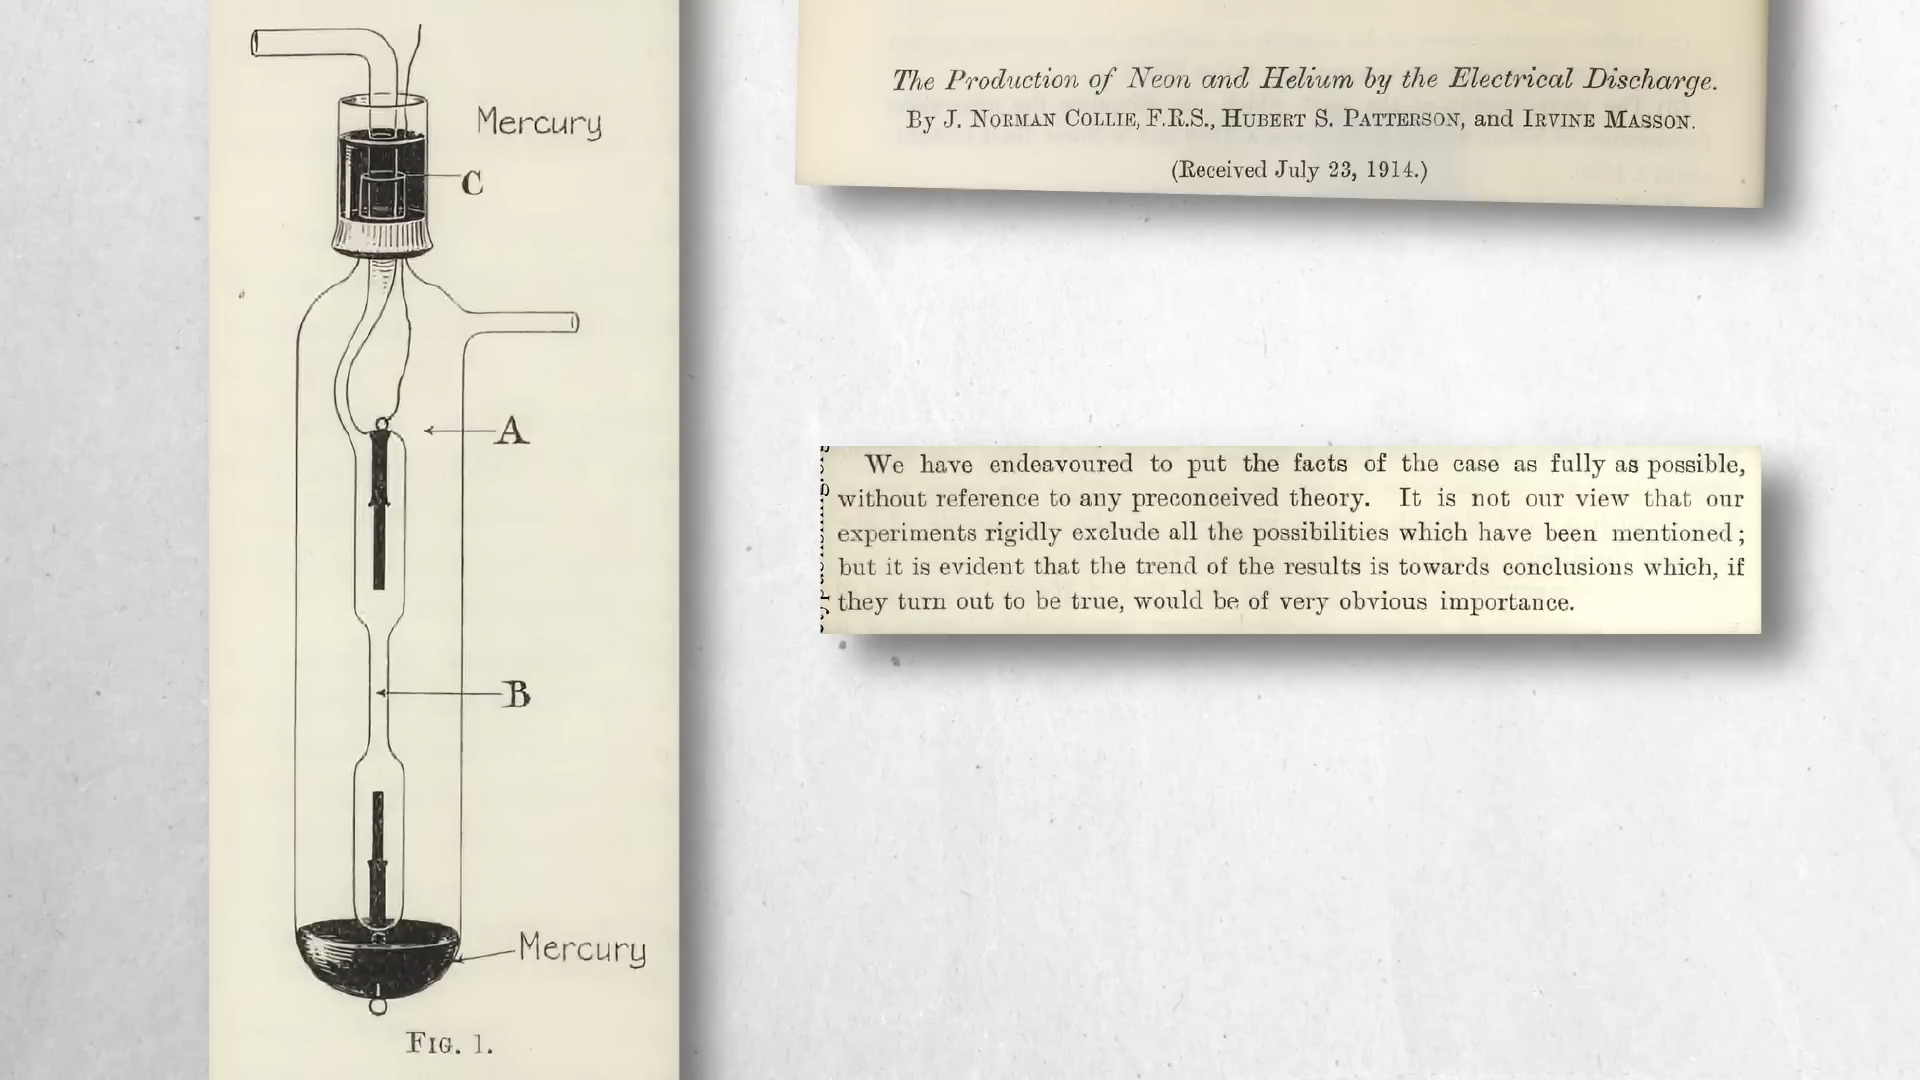 Mercury
C
A
B
Mercury
FIG. 1.
The Production of Neon and Helium by the Electrical Discharge.
By J. NORMAN COLLIE, F.R.S., HUBERT S. PATTERSON, and IRVINE MASSON.
(Received July 23, 1914.)
We have endeavoured to put the facts of the case as fully as possible,
without reference to any preconceived theory. It is not our view that our
experiments rigidly exclude all the possibilities which have been mentioned;
but it is evident that the trend of the results is towards conclusions which, if
they turn out to be true, would be of very obvious importance.